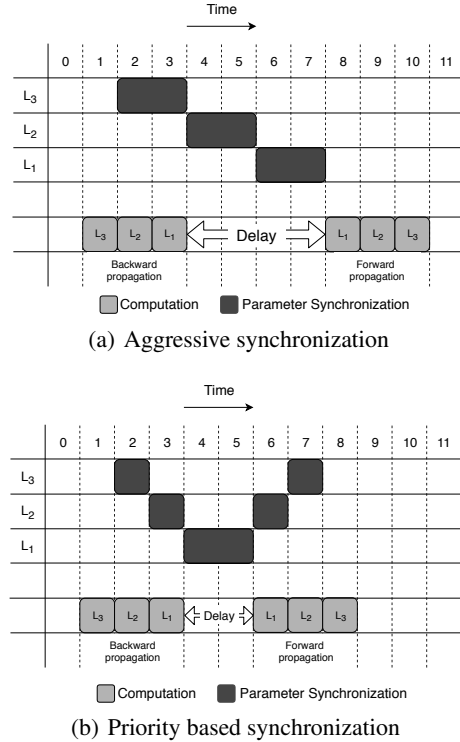 Time
0 1 2 3 4 5 6 7 8 9 10 11
L3
L2
L1
L3 L2 L1 Delay L1 L2 L3
Backward propagation Forward propagation
Computation Parameter Synchronization
(a) Aggressive synchronization
Time
0 1 2 3 4 5 6 7 8 9 10 11
L3
L2
L1
L3 L2 L1 Delay L1 L2 L3
Backward propagation Forward propagation
Computation Parameter Synchronization
(b) Priority based synchronization